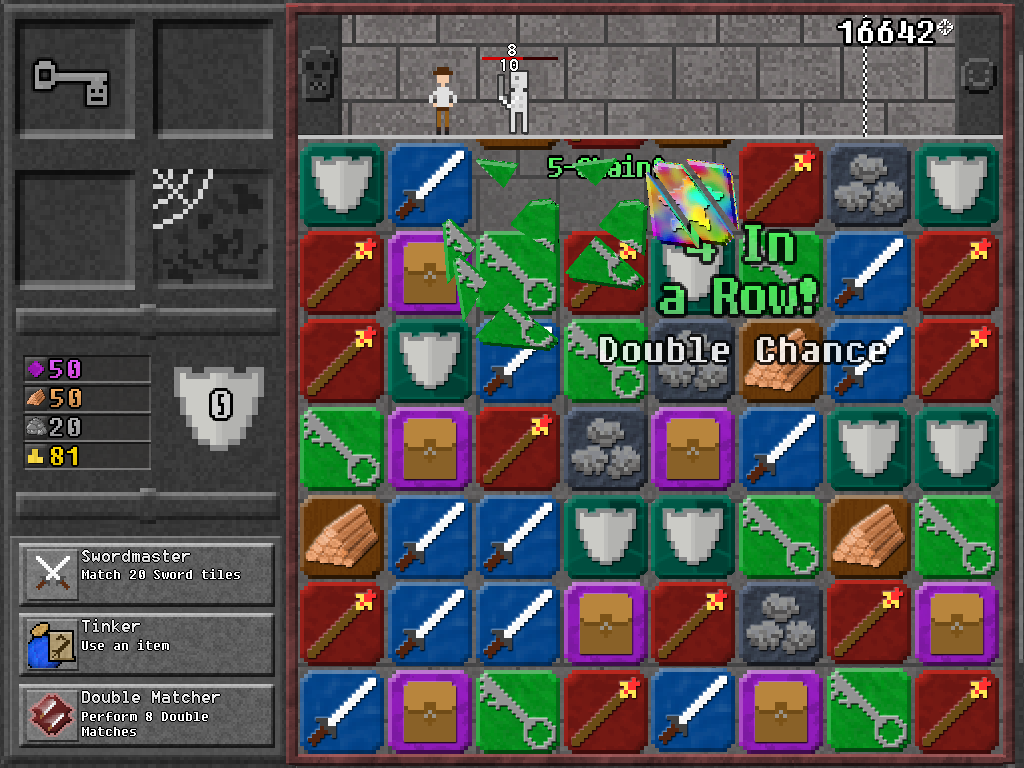 16642
8
10
5-Chain!
4 In
a Row!
Double Chance
50
50
20
81
5
Swordmaster
Match 20 Sword tiles
Tinker
Use an item
Double Matcher
Perform 8 Double
Matches